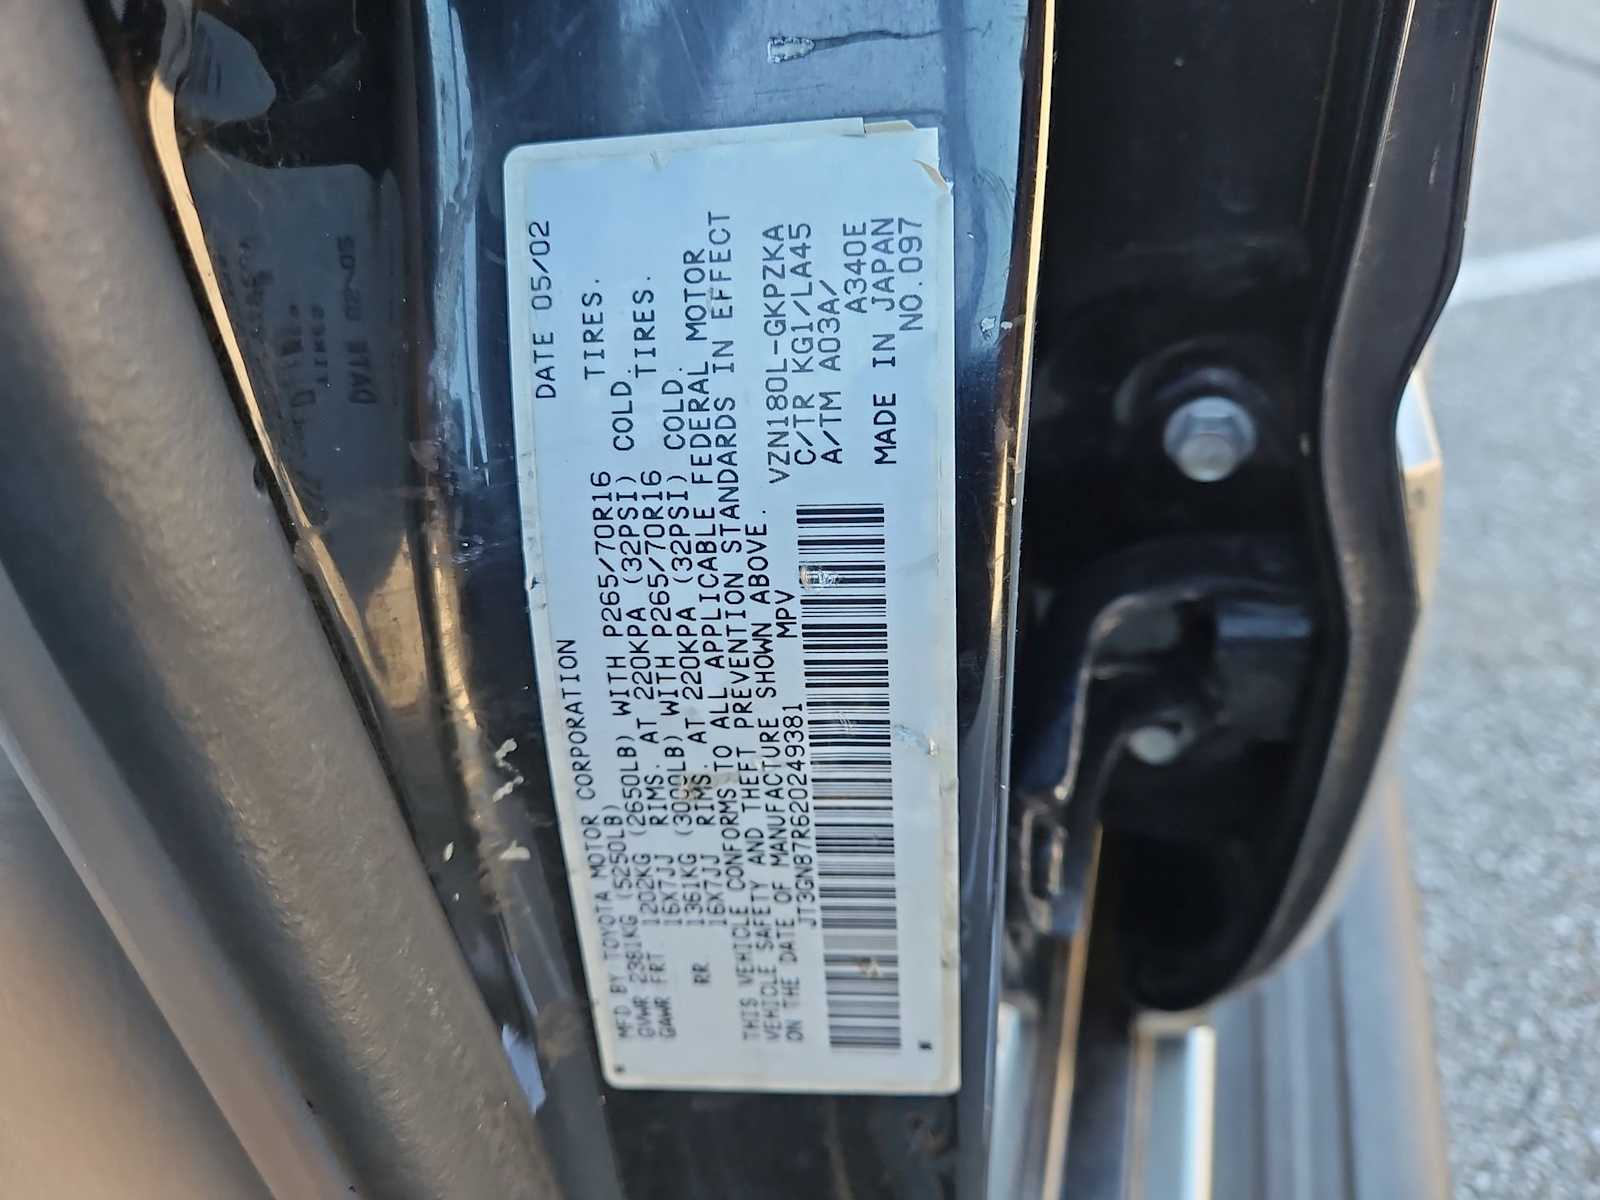 MFD BY TOYOTA MOTOR CORPORATION DATE 05/02
GVWR 2381KG (5250LB)
GAWR FRT. 1202KG (2650LB) WITH P265/70R16 TIRES.
16X7JJ RIMS. AT 220KPA (32PSI) COLD.
RR. 1361KG (3000LB) WITH P265/70R16 TIRES.
16X7JJ RIMS. AT 220KPA (32PSI) COLD.
THIS VEHICLE CONFORMS TO ALL APPLICABLE FEDERAL MOTOR
VEHICLE SAFETY AND THEFT PREVENTION STANDARDS IN EFFECT
ON THE DATE OF MANUFACTURE SHOWN ABOVE.
JT3GN87R620249381 MPV VZN180L-GKPZKA
C/TR KG1/LA45
A/TM A03A/
A340E
MADE IN JAPAN
NO.097